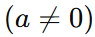 (a ≠ 0)